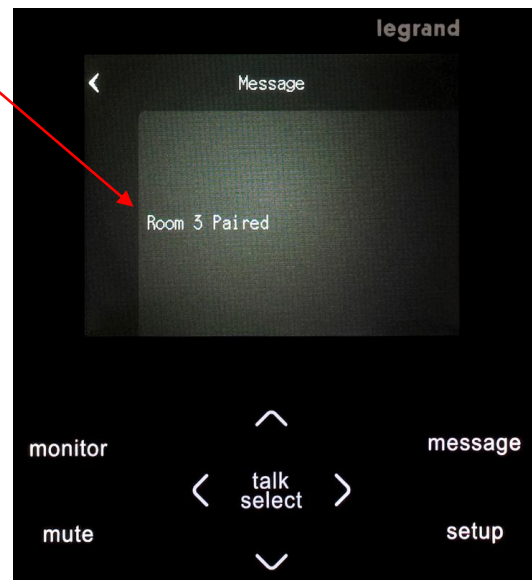 legrand
Message
Room 3 Paired
monitor
message
talk
select
mute
setup